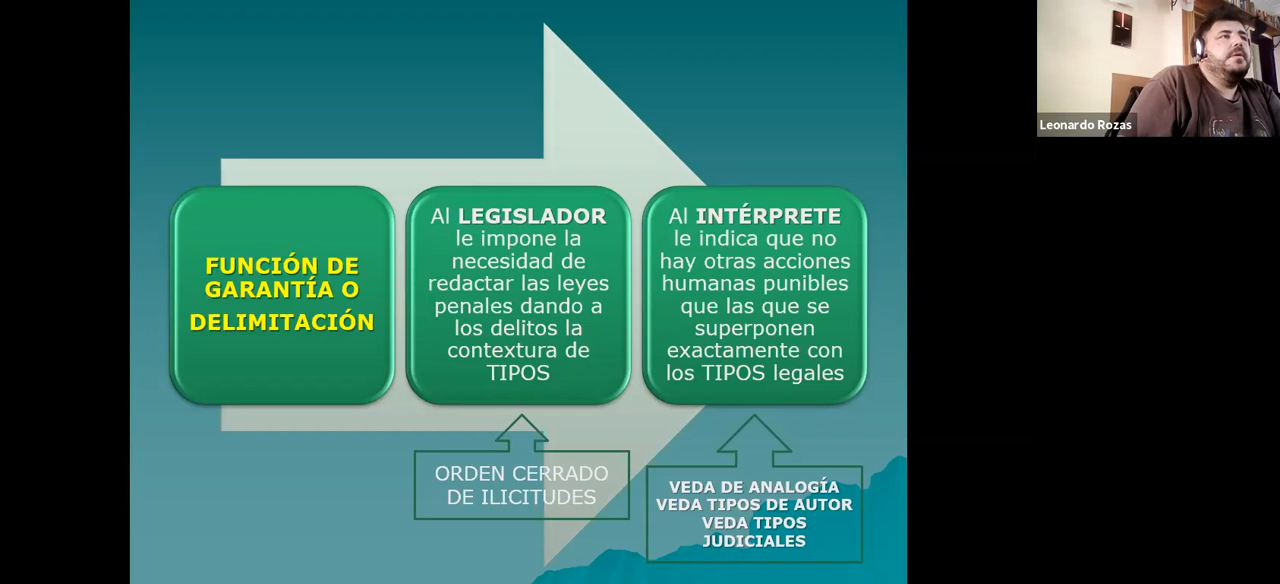 FUNCIÓN DE
GARANTÍA O
DELIMITACIÓN
Al LEGISLADOR
le impone la
necesidad de
redactar las leyes
penales dando a
los delitos la
contextura de
TIPOS
Al INTÉRPRETE
le indica que no
hay otras acciones
humanas punibles
que las que se
superponen
exactamente con
los TIPOS legales
ORDEN CERRADO
DE ILICITUDES
VEDA DE ANALOGÍA
VEDA TIPOS DE AUTOR
VEDA TIPOS
JUDICIALES
Leonardo Rozas